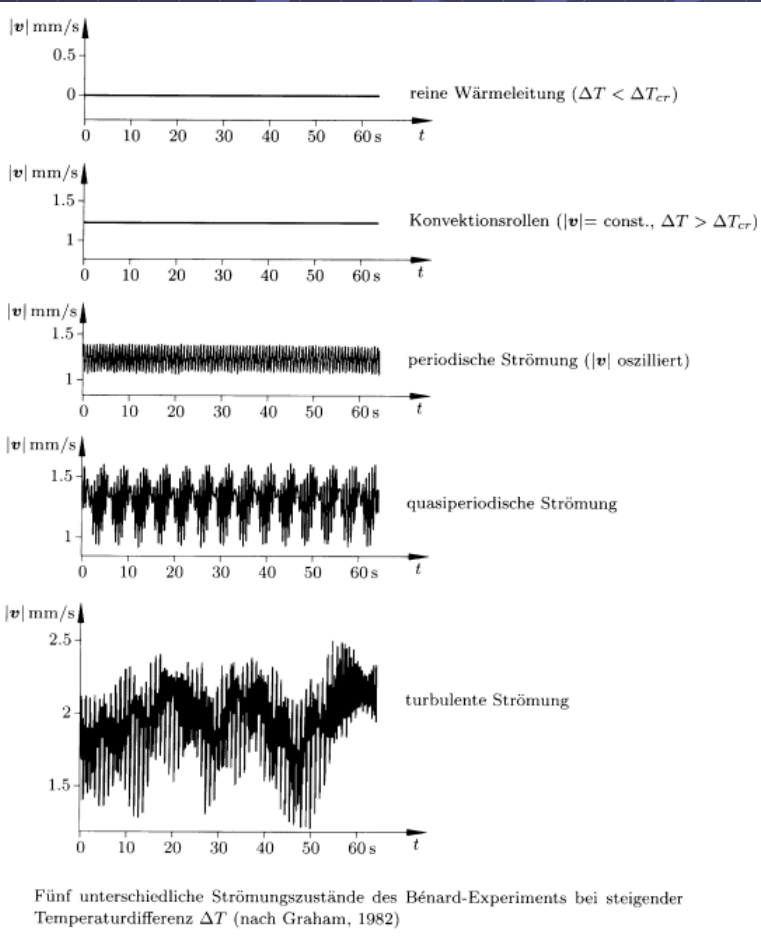 |v| mm/s
0.5
0
0 10 20 30 40 50 60 s t
reine Wärmeleitung (ΔT < ΔT_cr)
|v| mm/s
1.5
1
0 10 20 30 40 50 60 s t
Konvektionsrollen (|v|= const., ΔT > ΔT_cr)
|v| mm/s
1.5
1
0 10 20 30 40 50 60 s t
periodische Strömung (|v| oszilliert)
|v| mm/s
1.5
1
0 10 20 30 40 50 60 s t
quasiperiodische Strömung
|v| mm/s
2.5
2
1.5
0 10 20 30 40 50 60 s t
turbulente Strömung
Fünf unterschiedliche Strömungszustände des Bénard-Experiments bei steigender
Temperaturdifferenz ΔT (nach Graham, 1982)